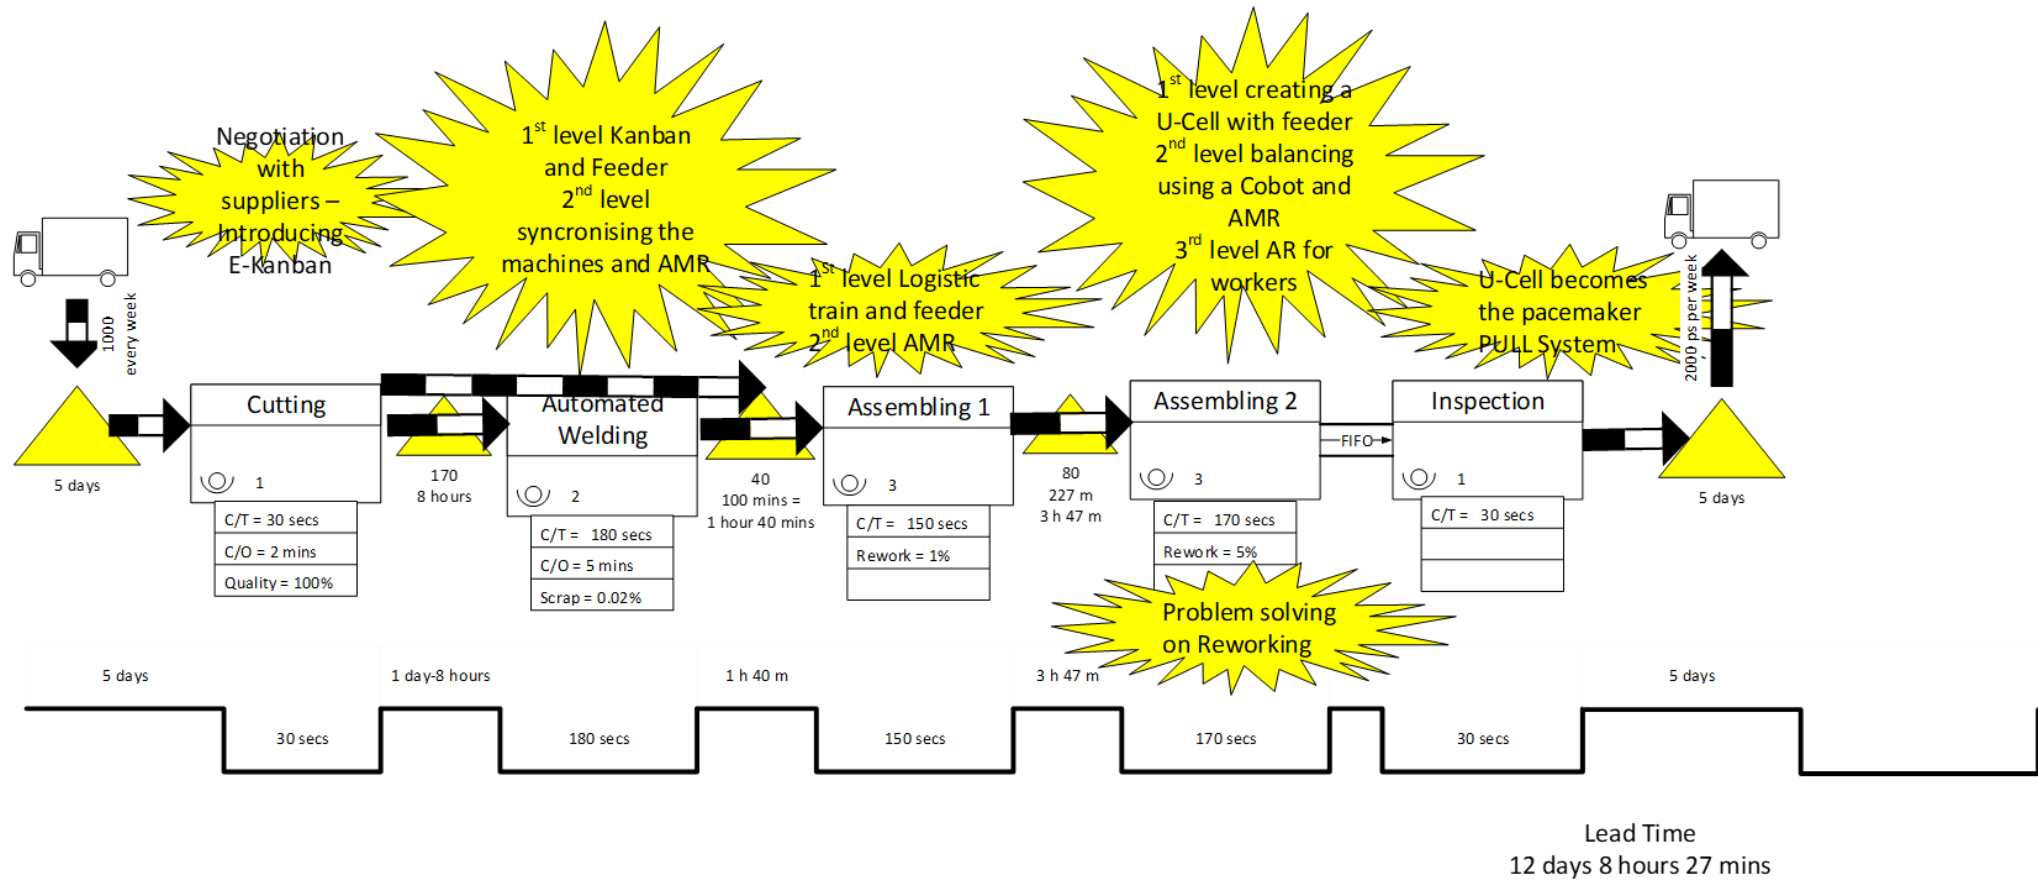 Negotiation
with
suppliers –
Introducing
E-Kanban
1st level Kanban
and Feeder
2nd level
syncronising the
machines and AMR
1St level Logistic
train and feeder
2nd level AMR
1st level creating a
U-Cell with feeder
2nd level balancing
using a Cobot and
AMR
3rd level AR for
workers
U-Cell becomes
the pacemaker
PULL System
1000
every week
2000 ps per week
5 days
Cutting
1
C/T = 30 secs
C/O = 2 mins
Quality = 100%
170
8 hours
Automated
Welding
2
C/T = 180 secs
C/O = 5 mins
Scrap = 0.02%
40
100 mins =
1 hour 40 mins
Assembling 1
3
C/T = 150 secs
Rework = 1%
80
227 m
3 h 47 m
Assembling 2
3
C/T = 170 secs
Rework = 5%
Problem solving
on Reworking
FIFO
Inspection
1
C/T = 30 secs
5 days
5 days
1 day-8 hours
1 h 40 m
3 h 47 m
5 days
30 secs
180 secs
150 secs
170 secs
30 secs
Lead Time
12 days 8 hours 27 mins